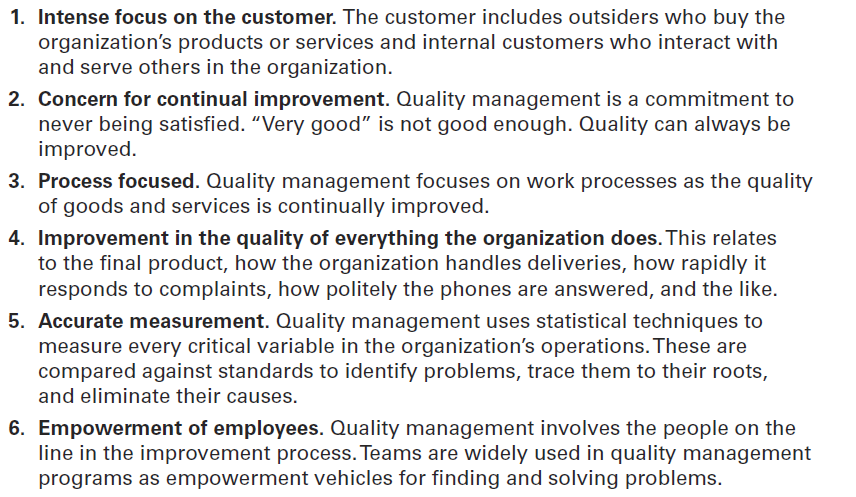 1. Intense focus on the customer. The customer includes outsiders who buy the
organization’s products or services and internal customers who interact with
and serve others in the organization.
2. Concern for continual improvement. Quality management is a commitment to
never being satisfied. “Very good” is not good enough. Quality can always be
improved.
3. Process focused. Quality management focuses on work processes as the quality
of goods and services is continually improved.
4. Improvement in the quality of everything the organization does. This relates
to the final product, how the organization handles deliveries, how rapidly it
responds to complaints, how politely the phones are answered, and the like.
5. Accurate measurement. Quality management uses statistical techniques to
measure every critical variable in the organization’s operations. These are
compared against standards to identify problems, trace them to their roots,
and eliminate their causes.
6. Empowerment of employees. Quality management involves the people on the
line in the improvement process. Teams are widely used in quality management
programs as empowerment vehicles for finding and solving problems.